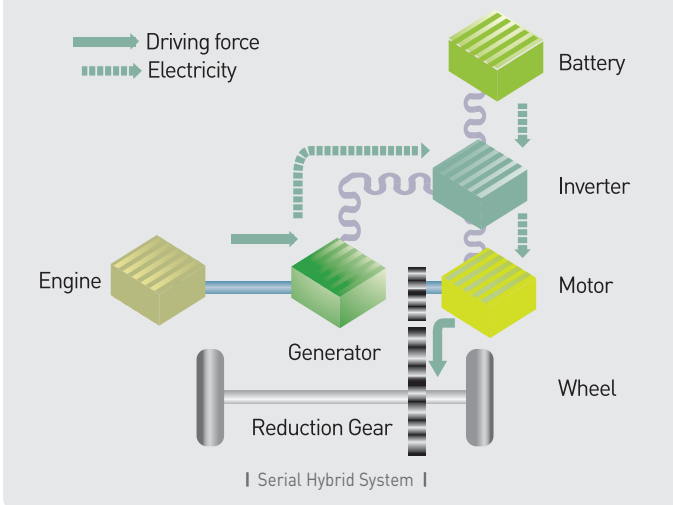 Driving force
Electricity
Battery
Inverter
Engine
Motor
Generator
Wheel
Reduction Gear
Serial Hybrid System